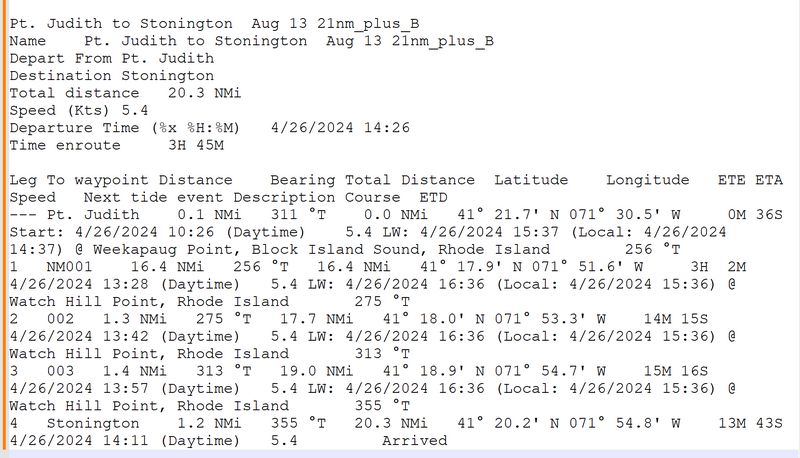 Pt. Judith to Stonington  Aug 13 21nm_plus_B
Name    Pt. Judith to Stonington  Aug 13 21nm_plus_B
Depart From Pt. Judith
Destination Stonington
Total distance   20.3 NMi
Speed (Kts) 5.4
Departure Time (%x %H:%M)   4/26/2024 14:26
Time enroute     3H 45M
Leg To waypoint Distance    Bearing Total Distance  Latitude    Longitude   ETE ETA
Speed   Next tide event Description Course  ETD
--- Pt. Judith    0.1 NMi   311 °T   0.0 NMi   41° 21.7' N 071° 30.5' W     0M 36S
Start: 4/26/2024 10:26 (Daytime)    5.4 LW: 4/26/2024 15:37 (Local: 4/26/2024
14:37) @ Weekapaug Point, Block Island Sound, Rhode Island        256 °T
1   NM001    16.4 NMi   256 °T   16.4 NMi   41° 17.9' N 071° 51.6' W     3H  2M
4/26/2024 13:28 (Daytime)   5.4 LW: 4/26/2024 16:36 (Local: 4/26/2024 15:36) @
Watch Hill Point, Rhode Island       275 °T
2   002   1.3 NMi   275 °T   17.7 NMi   41° 18.0' N 071° 53.3' W    14M 15S
4/26/2024 13:42 (Daytime)   5.4 LW: 4/26/2024 16:36 (Local: 4/26/2024 15:36) @
Watch Hill Point, Rhode Island       313 °T
3   003   1.4 NMi   313 °T   19.0 NMi   41° 18.9' N 071° 54.7' W    15M 16S
4/26/2024 13:57 (Daytime)   5.4 LW: 4/26/2024 16:36 (Local: 4/26/2024 15:36) @
Watch Hill Point, Rhode Island       355 °T
4   Stonington    1.2 NMi   355 °T   20.3 NMi   41° 20.2' N 071° 54.8' W    13M 43S
4/26/2024 14:11 (Daytime)   5.4         Arrived